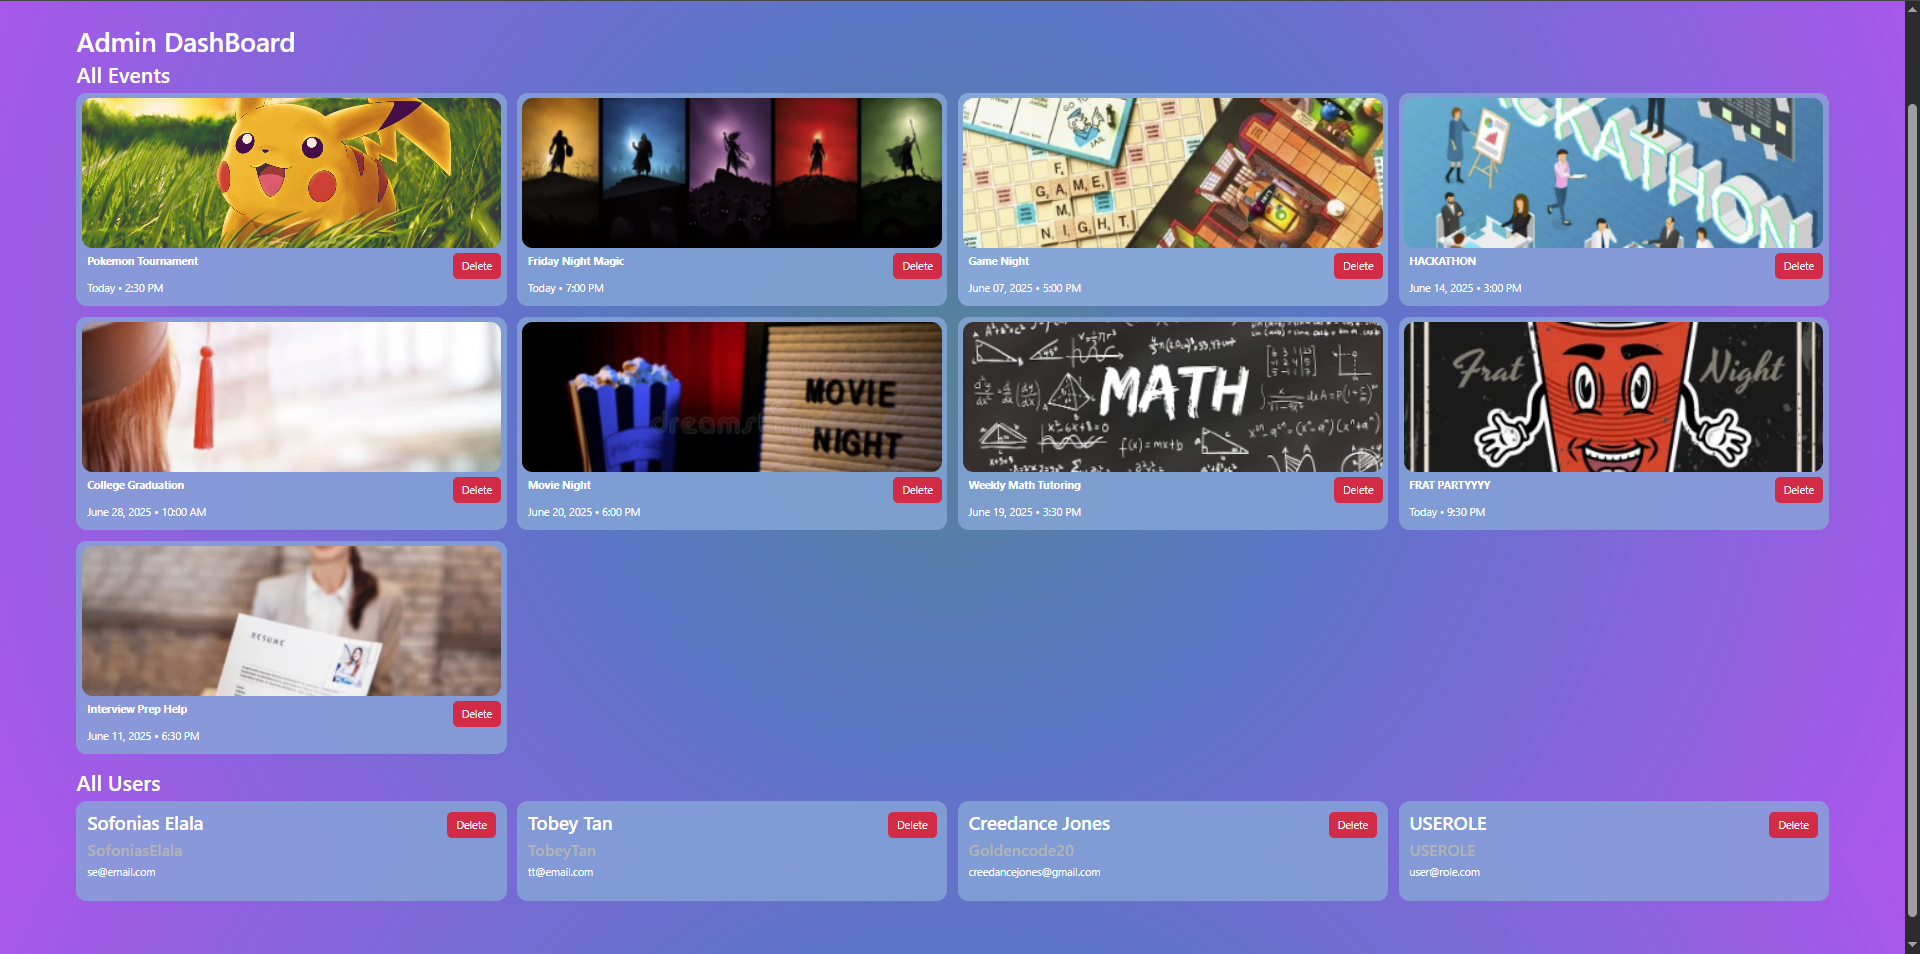 Admin DashBoard
All Events
GAME
NIGHT
CKATHON
Pokemon Tournament
Delete
Today • 2:30 PM
Friday Night Magic
Delete
Today • 7:00 PM
Game Night
Delete
June 07, 2025 • 5:00 PM
HACKATHON
Delete
June 14, 2025 • 3:00 PM
MOVIE
NIGHT
MATH
f(x)=mx+b
Frat Night
College Graduation
Delete
June 28, 2025 • 10:00 AM
Movie Night
Delete
June 20, 2025 • 6:00 PM
Weekly Math Tutoring
Delete
June 19, 2025 • 3:30 PM
FRAT PARTYYYY
Delete
Today • 9:30 PM
RESUME
Interview Prep Help
Delete
June 11, 2025 • 6:30 PM
All Users
Sofonias Elala
Delete
SofoniasElala
se@email.com
Tobey Tan
Delete
TobeyTan
tt@email.com
Creedance Jones
Delete
Goldencode20
creedancejones@gmail.com
USEROLE
Delete
USEROLE
user@role.com